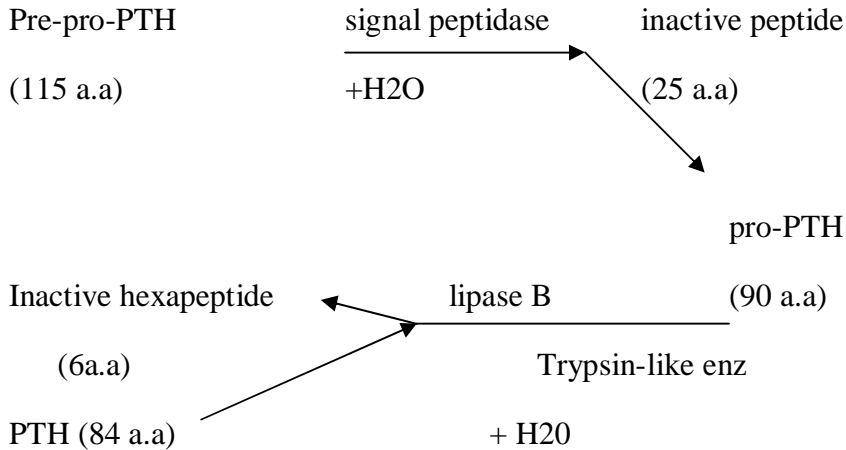 Pre-pro-PTH signal peptidase inactive peptide
(115 a.a) +H2O (25 a.a)
pro-PTH
Inactive hexapeptide lipase B (90 a.a)
(6a.a) Trypsin-like enz
PTH (84 a.a) + H20